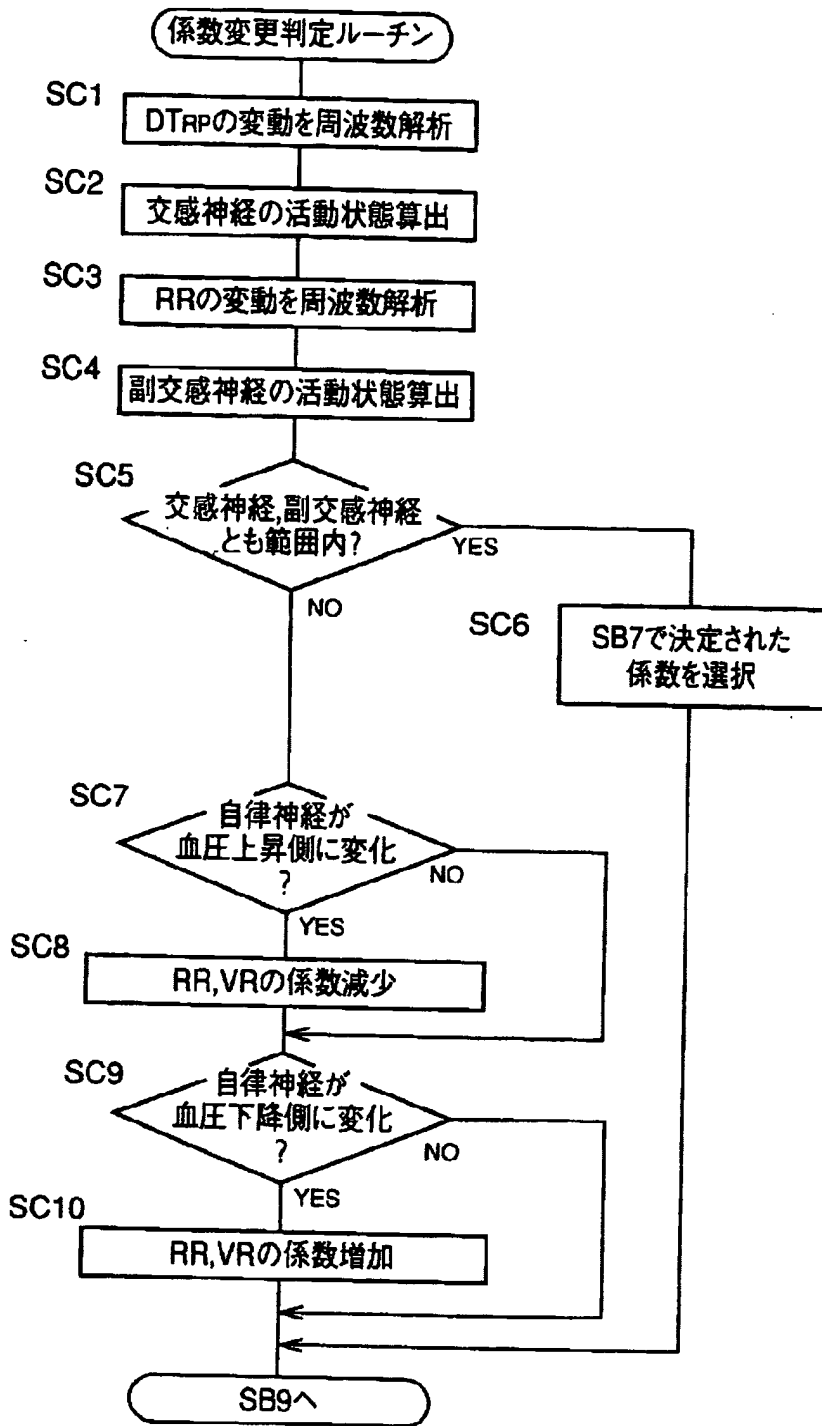 係数変更判定ルーチン
SC1
DTRPの変動を周波数解析
SC2
交感神経の活動状態算出
SC3
RRの変動を周波数解析
SC4
副交感神経の活動状態算出
SC5
交感神経,副交感神経
とも範囲内?
YES
NO
SC6
SB7で決定された
係数を選択
SC7
自律神経が
血圧上昇側に変化
?
NO
YES
SC8
RR,VRの係数減少
SC9
自律神経が
血圧下降側に変化
?
NO
YES
SC10
RR,VRの係数増加
SB9へ